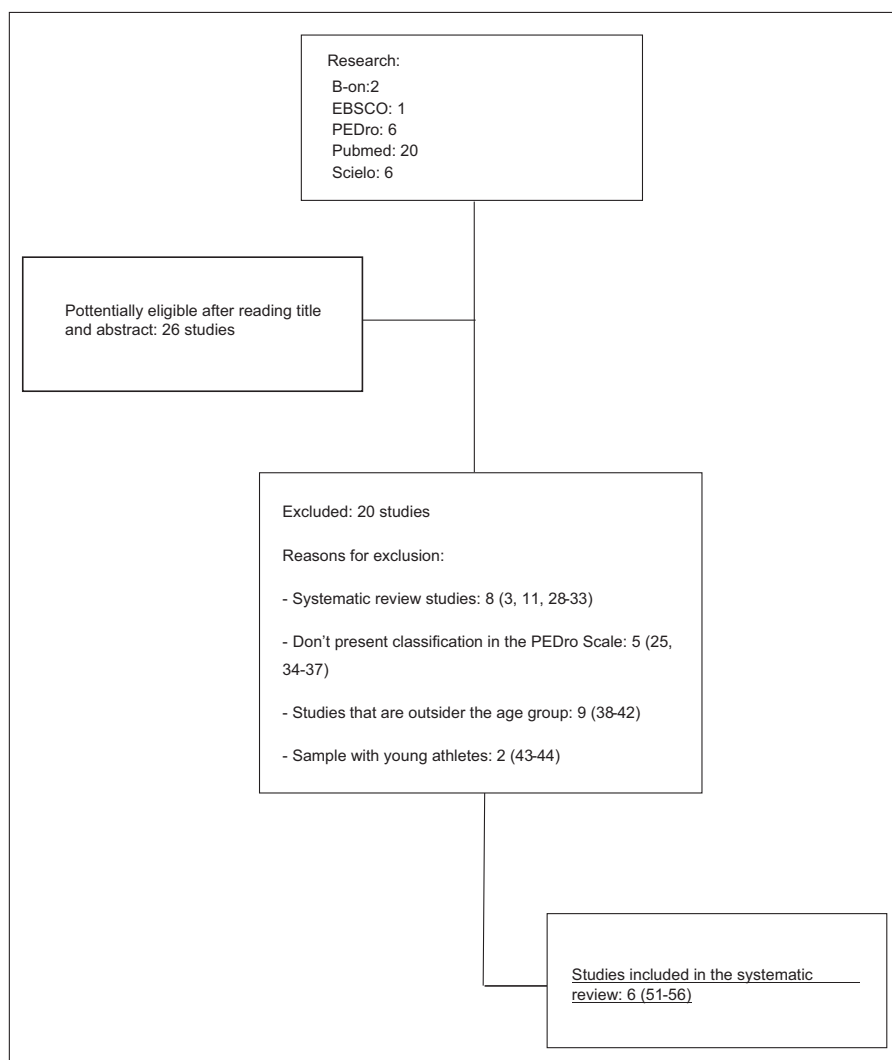 Research:
B-on:2
EBSCO: 1
PEDro: 6
Pubmed: 20
Scielo: 6
Pottentially eligible after reading title
and abstract: 26 studies
Excluded: 20 studies
Reasons for exclusion:
- Systematic review studies: 8 (3, 11, 28-33)
- Don’t present classification in the PEDro Scale: 5 (25,
34-37)
- Studies that are outsider the age group: 9 (38-42)
- Sample with young athletes: 2 (43-44)
Studies included in the systematic
review: 6 (51-56)